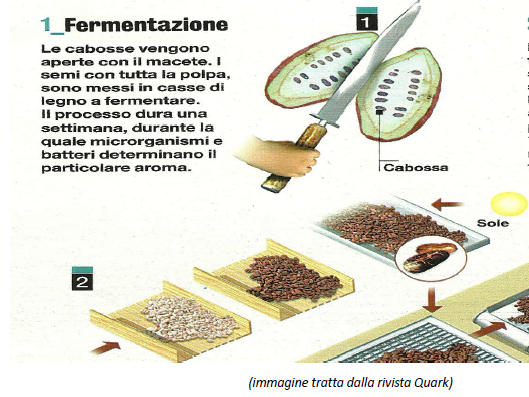 1_Fermentazione
Le cabosse vengono
aperte con il macete. I
semi con tutta la polpa,
sono messi in casse di
legno a fermentare.
Il processo dura una
settimana, durante la
quale microrganismi e
batteri determinano il
particolare aroma.
1
Cabossa
Sole
2
(immagine tratta dalla rivista Quark)